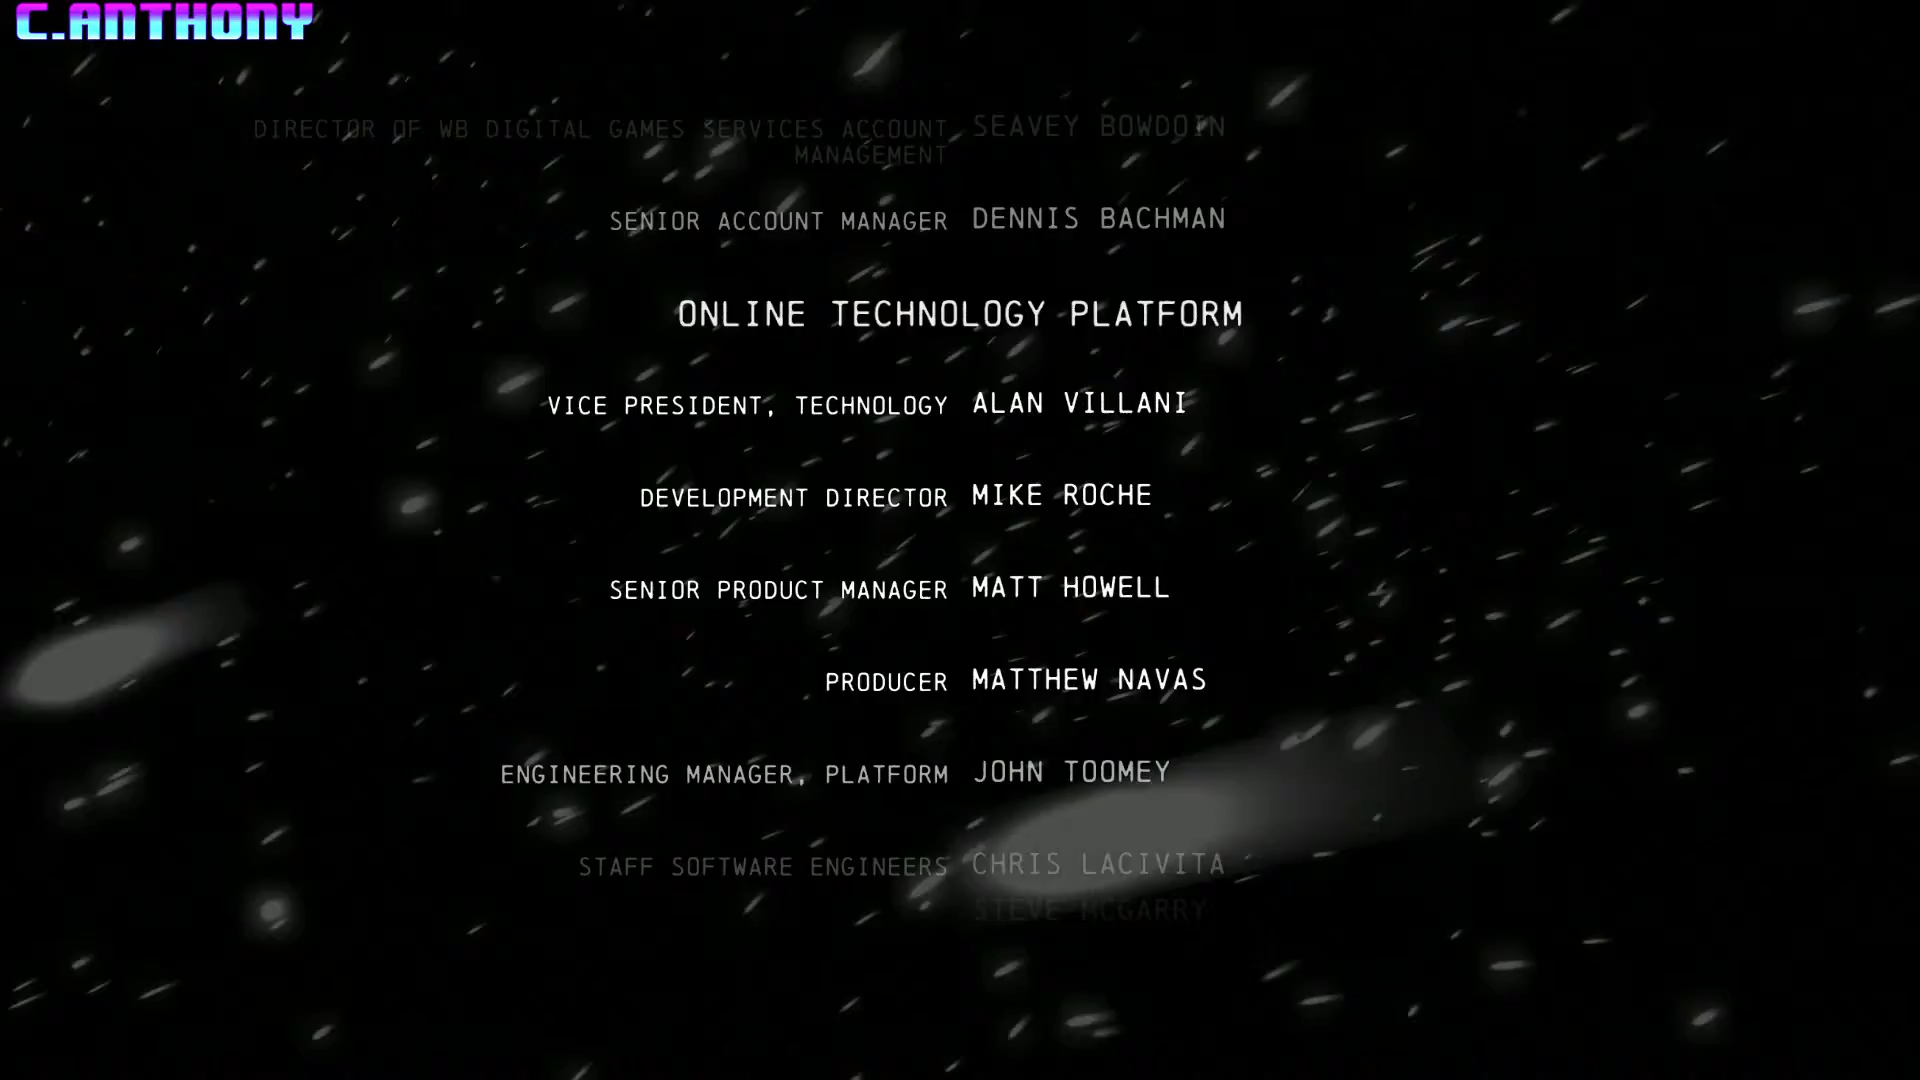 C.ANTHONY
DIRECTOR OF WB DIGITAL GAMES SERVICES ACCOUNT SEAVEY BOWDOIN
MANAGEMENT
SENIOR ACCOUNT MANAGER DENNIS BACHMAN
ONLINE TECHNOLOGY PLATFORM
VICE PRESIDENT, TECHNOLOGY ALAN VILLANI
DEVELOPMENT DIRECTOR MIKE ROCHE
SENIOR PRODUCT MANAGER MATT HOWELL
PRODUCER MATTHEW NAVAS
ENGINEERING MANAGER, PLATFORM JOHN TOOMEY
STAFF SOFTWARE ENGINEERS CHRIS LACIVITA
STEVE MCGARRY